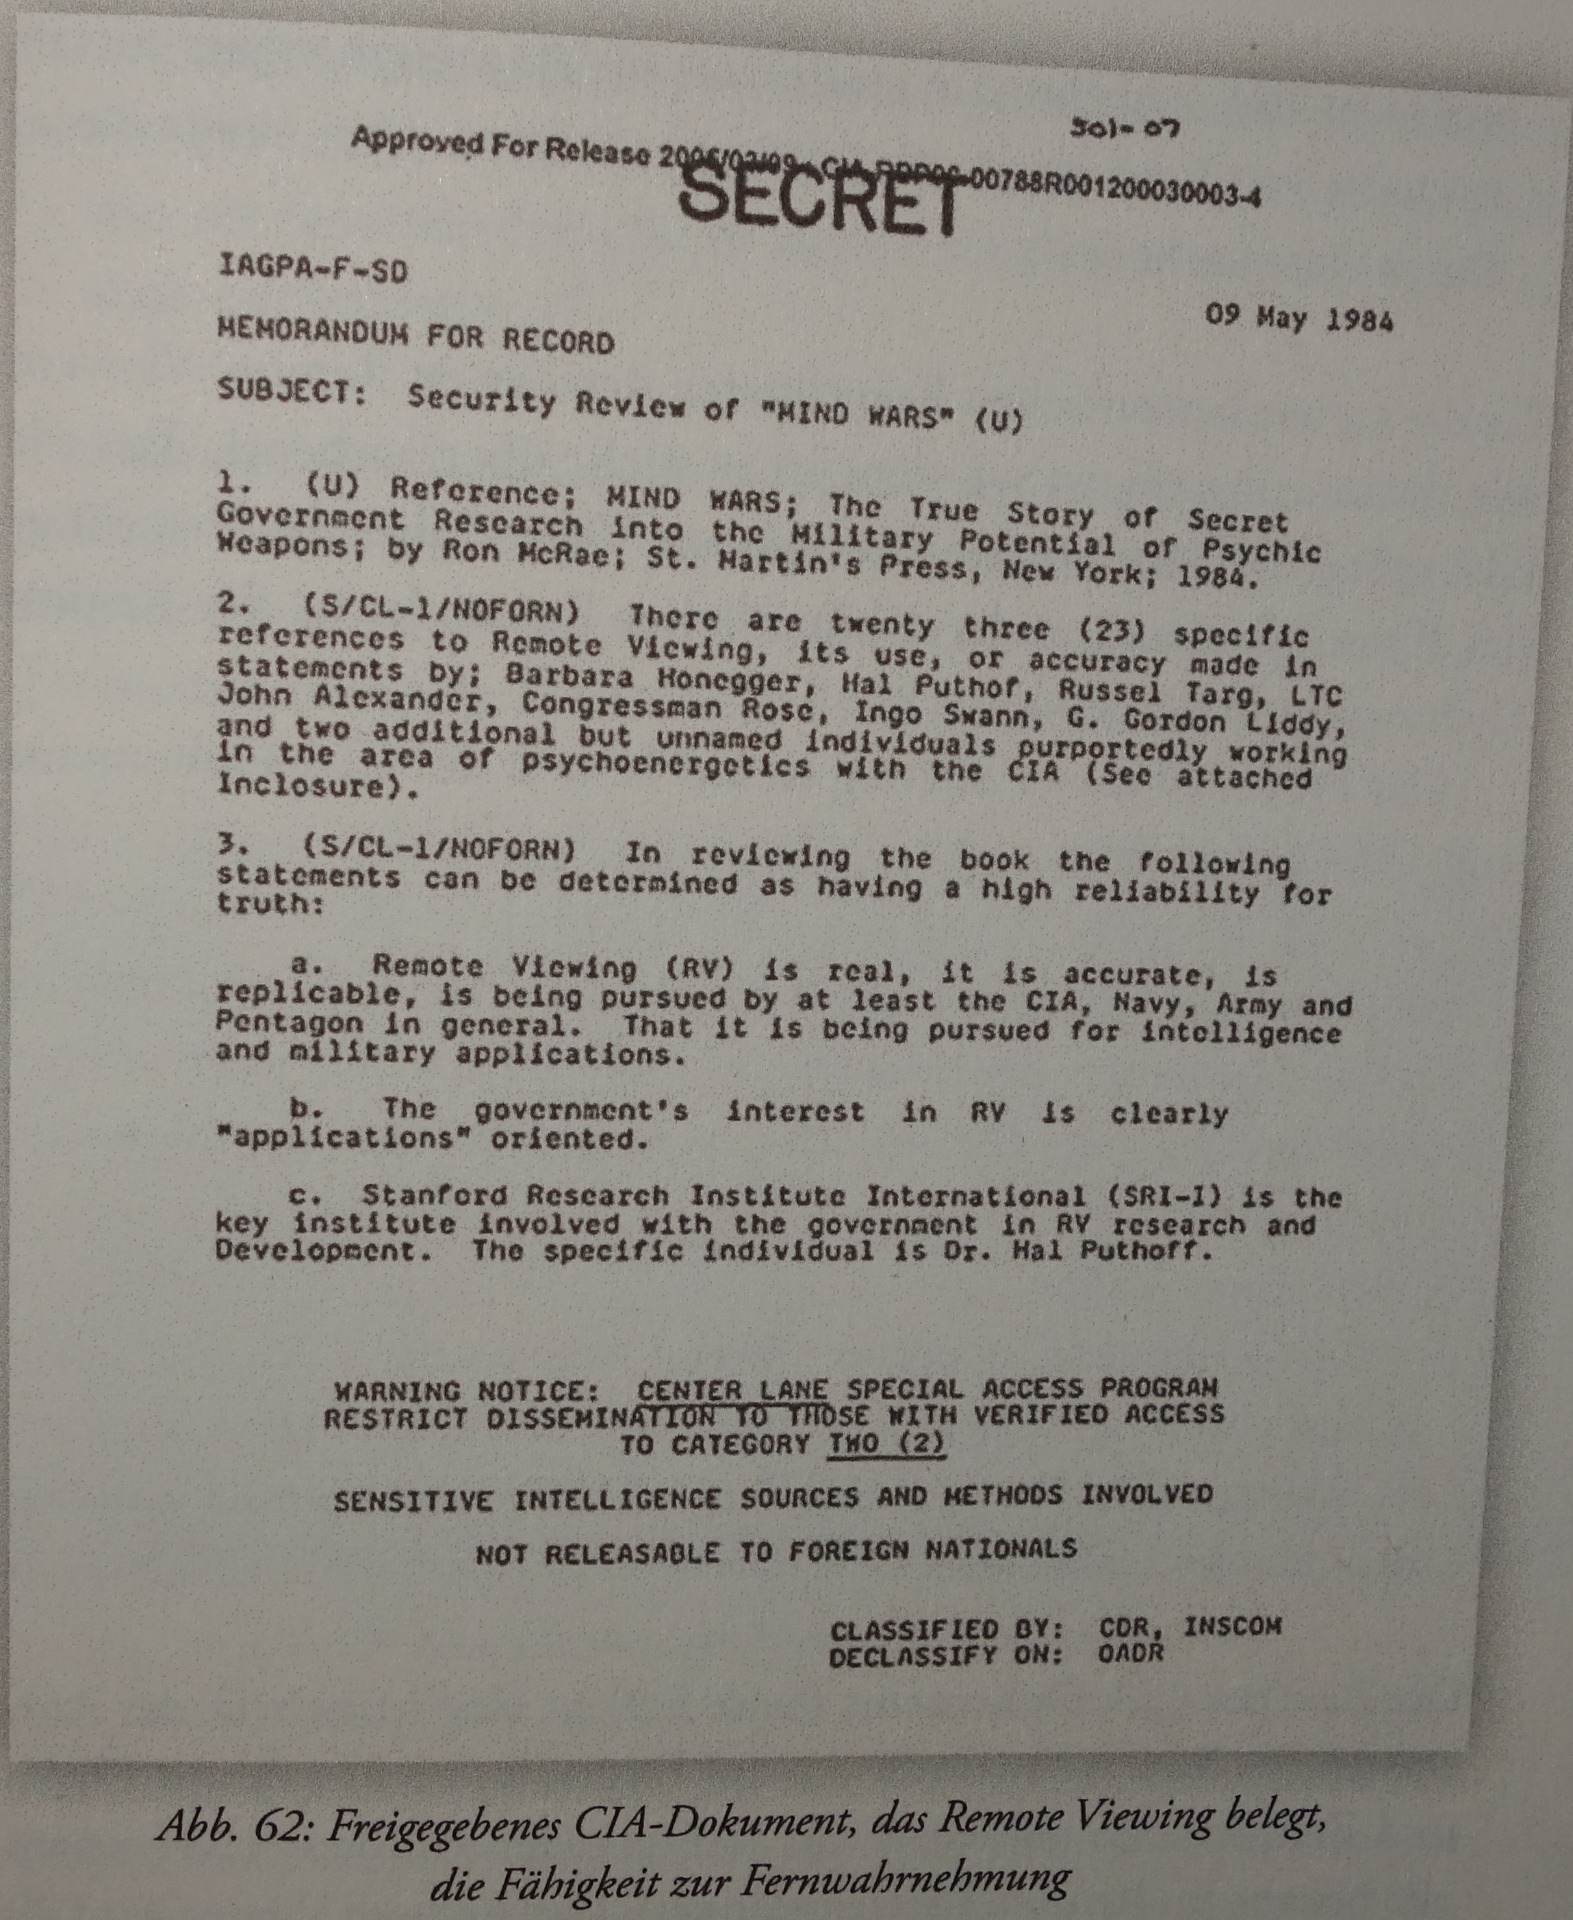 501-07
Approved For Release 2005/03/09 : CIA-RDP96-00788R001200030003-4
SECRET
IAGPA-F-SD
09 May 1984
MEMORANDUM FOR RECORD
SUBJECT: Security Review of "MIND WARS" (U)
1. (U) Reference; MIND WARS; The True Story of Secret
Government Research into the Military Potential of Psychic
Weapons; by Ron McRae; St. Martin's Press, New York; 1984.
2. (S/CL-1/NOFORN) There are twenty three (23) specific
references to Remote Viewing, its use, or accuracy made in
statements by; Barbara Honegger, Hal Puthof, Russel Targ, LTC
John Alexander, Congressman Rose, Ingo Swann, G. Gordon Liddy,
and two additional but unnamed individuals purportedly working
in the area of psychoenergetics with the CIA (See attached
Inclosure).
3. (S/CL-1/NOFORN) In reviewing the book the following
statements can be determined as having a high reliability for
truth:
a. Remote Viewing (RV) is real, it is accurate, is
replicable, is being pursued by at least the CIA, Navy, Army and
Pentagon in general. That it is being pursued for intelligence
and military applications.
b. The government's interest in RV is clearly
"applications" oriented.
c. Stanford Research Institute International (SRI-I) is the
key institute involved with the government in RV research and
Development. The specific individual is Dr. Hal Puthoff.
WARNING NOTICE: CENTER LANE SPECIAL ACCESS PROGRAM
RESTRICT DISSEMINATION TO THOSE WITH VERIFIED ACCESS
TO CATEGORY TWO (2)
SENSITIVE INTELLIGENCE SOURCES AND METHODS INVOLVED
NOT RELEASABLE TO FOREIGN NATIONALS
CLASSIFIED BY: CDR, INSCOM
DECLASSIFY ON: OADR
Abb. 62: Freigegebenes CIA-Dokument, das Remote Viewing belegt,
die Fähigkeit zur Fernwahrnehmung